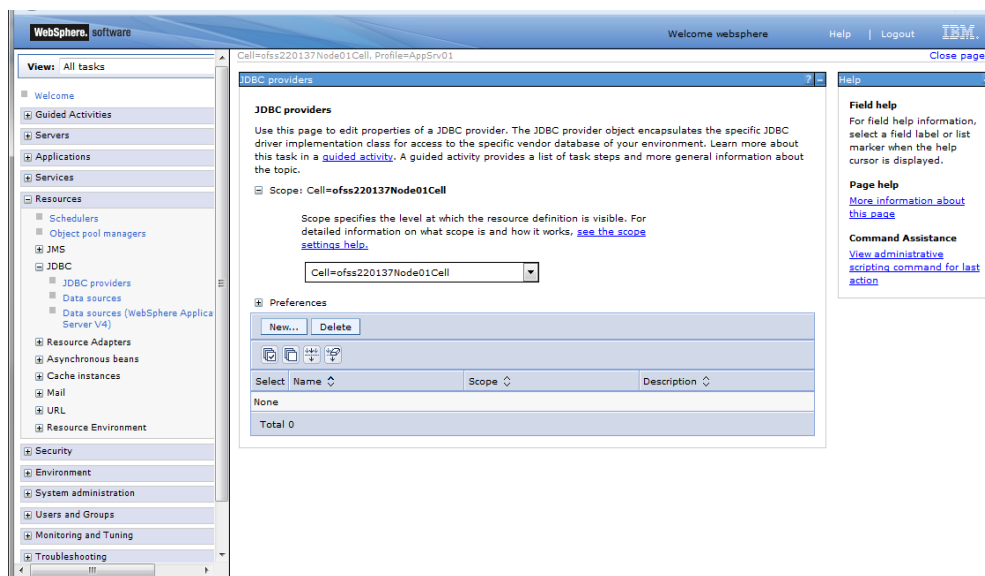 WebSphere. software
Welcome websphere
Help | Logout
IBM.
View: All tasks
Cell=ofss220137Node01Cell, Profile=AppSrv01
Close page
Welcome
Guided Activities
Servers
Applications
Services
Resources
Schedulers
Object pool managers
JMS
JDBC
JDBC providers
Data sources
Data sources (WebSphere Applica
Server V4)
Resource Adapters
Asynchronous beans
Cache instances
Mail
URL
Resource Environment
Security
Environment
System administration
Users and Groups
Monitoring and Tuning
Troubleshooting
JDBC providers
? –
JDBC providers
Use this page to edit properties of a JDBC provider. The JDBC provider object encapsulates the specific JDBC
driver implementation class for access to the specific vendor database of your environment. Learn more about
this task in a guided activity. A guided activity provides a list of task steps and more general information about
the topic.
Scope: Cell=ofss220137Node01Cell
Scope specifies the level at which the resource definition is visible. For
detailed information on what scope is and how it works, see the scope
settings help.
Cell=ofss220137Node01Cell
Preferences
New... Delete
Select Name Scope Description
None
Total 0
Help
Field help
For field help information,
select a field label or list
marker when the help
cursor is displayed.
Page help
More information about
this page
Command Assistance
View administrative
scripting command for last
action